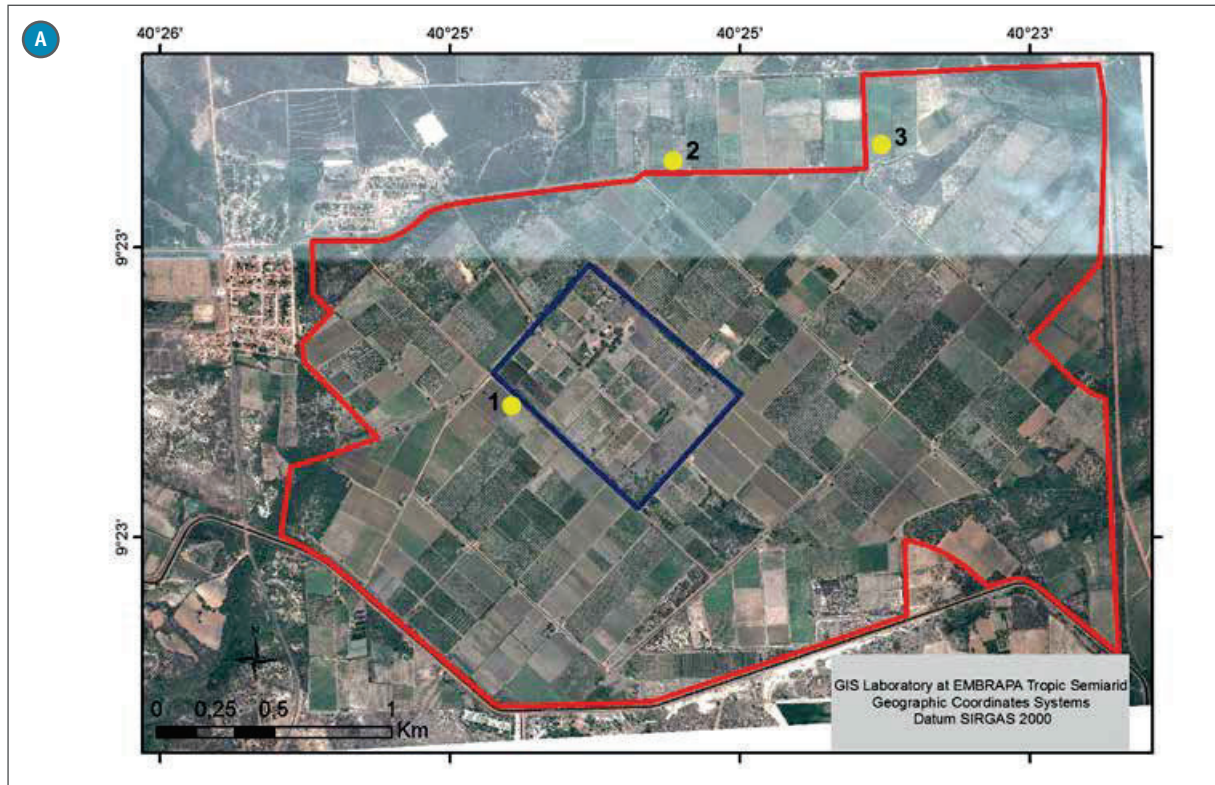 A
40°26' 40°25' 40°25' 40°23'
9°23'
9°23'
2
3
1
N
0 0,25 0,5 1
Km
GIS Laboratory at EMBRAPA Tropic Semiarid
Geographic Coordinates Systems
Datum SIRGAS 2000